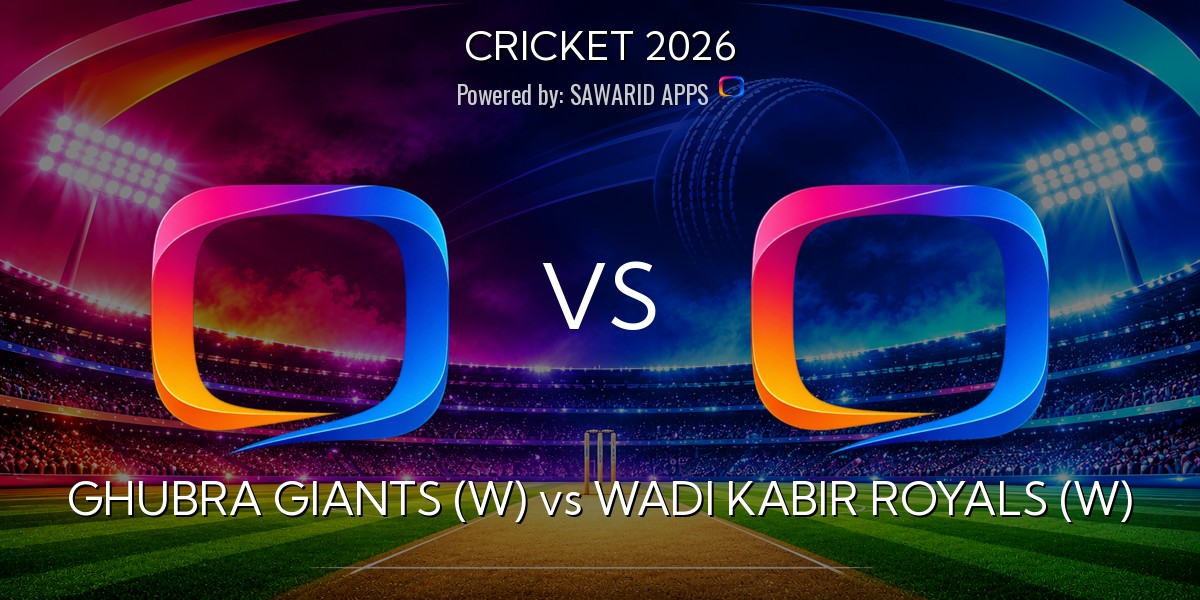 CRICKET 2026
Powered by: SAWARID APPS
VS
GHUBRA GIANTS (W) vs WADI KABIR ROYALS (W)